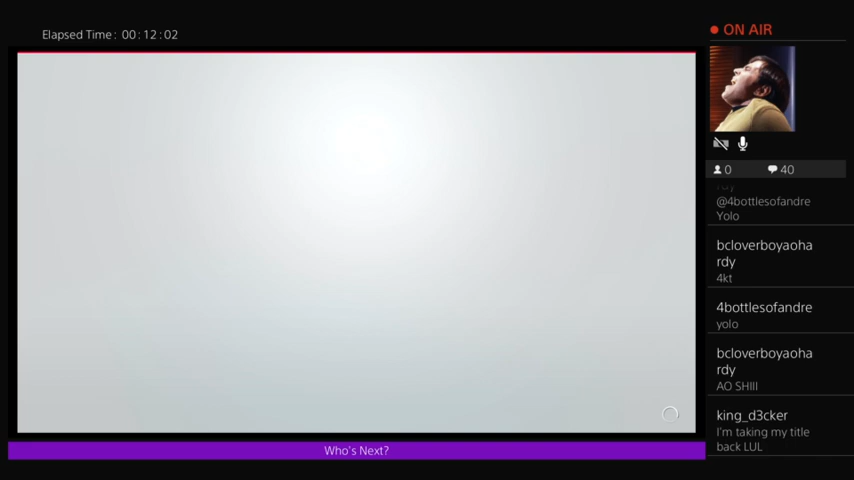 Elapsed Time: 00:12:02
ON AIR
0 40
@4bottlesofandre
Yolo
bcloverboyaoha
rdy
4kt
4bottlesofandre
yolo
bcloverboyaoha
rdy
AO SHIII
king_d3cker
I'm taking my title
back LUL
Who's Next?